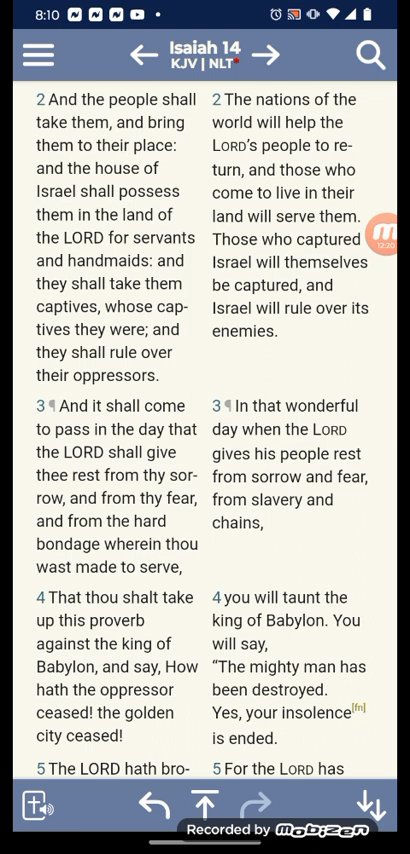 8:10
Isaiah 14
KJV | NLT
2 And the people shall
take them, and bring
them to their place:
and the house of
Israel shall possess
them in the land of
the LORD for servants
and handmaids: and
they shall take them
captives, whose cap-
tives they were; and
they shall rule over
their oppressors.
2 The nations of the
world will help the
LORD's people to re-
turn, and those who
come to live in their
land will serve them.
Those who captured
Israel will themselves
be captured, and
Israel will rule over its
enemies.
12:20
3 ¶ And it shall come
to pass in the day that
the LORD shall give
thee rest from thy sor-
row, and from thy fear,
and from the hard
bondage wherein thou
wast made to serve,
3 ¶ In that wonderful
day when the LORD
gives his people rest
from sorrow and fear,
from slavery and
chains,
4 That thou shalt take
up this proverb
against the king of
Babylon, and say, How
hath the oppressor
ceased! the golden
city ceased!
4 you will taunt the
king of Babylon. You
will say,
“The mighty man has
been destroyed.
Yes, your insolence[fn]
is ended.
5 The LORD hath bro-
5 For the LORD has
Recorded by mobizen